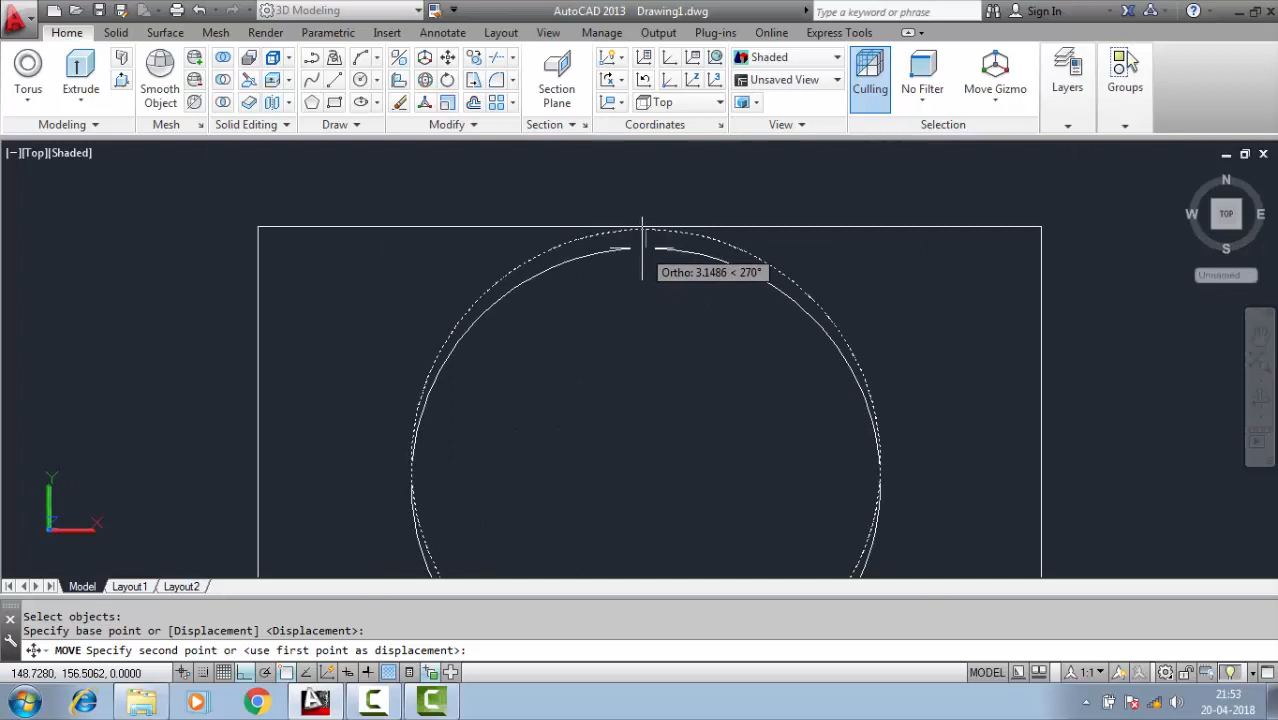 3D Modeling
AutoCAD 2013 Drawing1.dwg
Type a keyword or phrase
Sign In
Home Solid Surface Mesh Render Parametric Insert Annotate Layout View Manage Output Plug-ins Online Express Tools
Torus
Extrude
Smooth Object
Section Plane
Shaded
Unsaved View
Top
Culling
No Filter
Move Gizmo
Layers
Groups
Modeling
Mesh
Solid Editing
Draw
Modify
Section
Coordinates
View
Selection
[−][Top][Shaded]
N
W TOP E
S
Unnamed
Ortho: 3.1486 < 270°
Y
X
Z
Model Layout1 Layout2
Select objects:
Specify base point or [Displacement] <Displacement>:
MOVE Specify second point or <use first point as displacement>:
148.7280, 156.5062, 0.0000
MODEL
1:1
21:53
20-04-2018